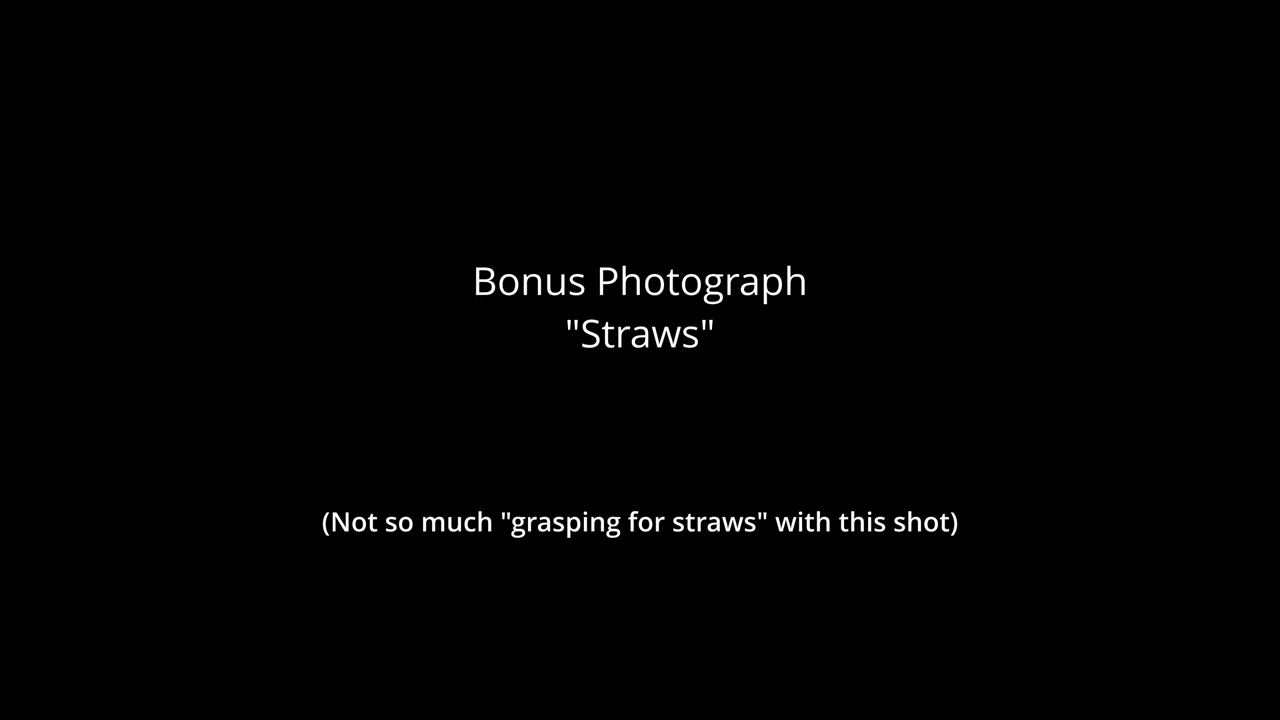 Bonus Photograph
"Straws"
(Not so much "grasping for straws" with this shot)